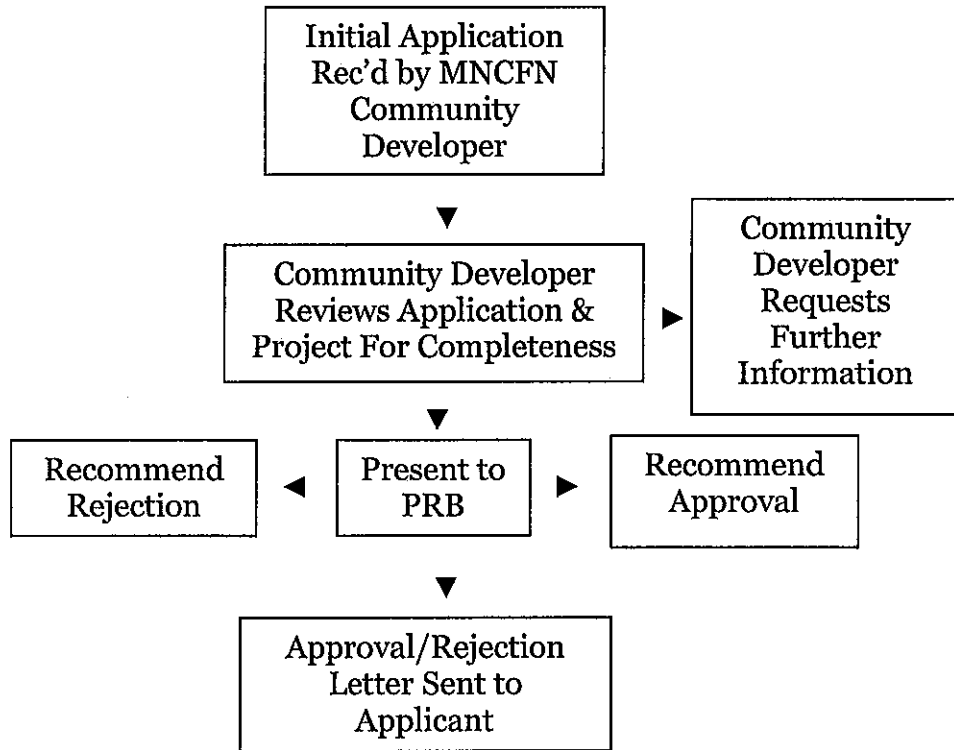 Initial Application
Rec'd by MNCFN
Community
Developer
Community Developer
Reviews Application &
Project For Completeness
Community
Developer
Requests
Further
Information
Recommend
Rejection
Present to
PRB
Recommend
Approval
Approval/Rejection
Letter Sent to
Applicant